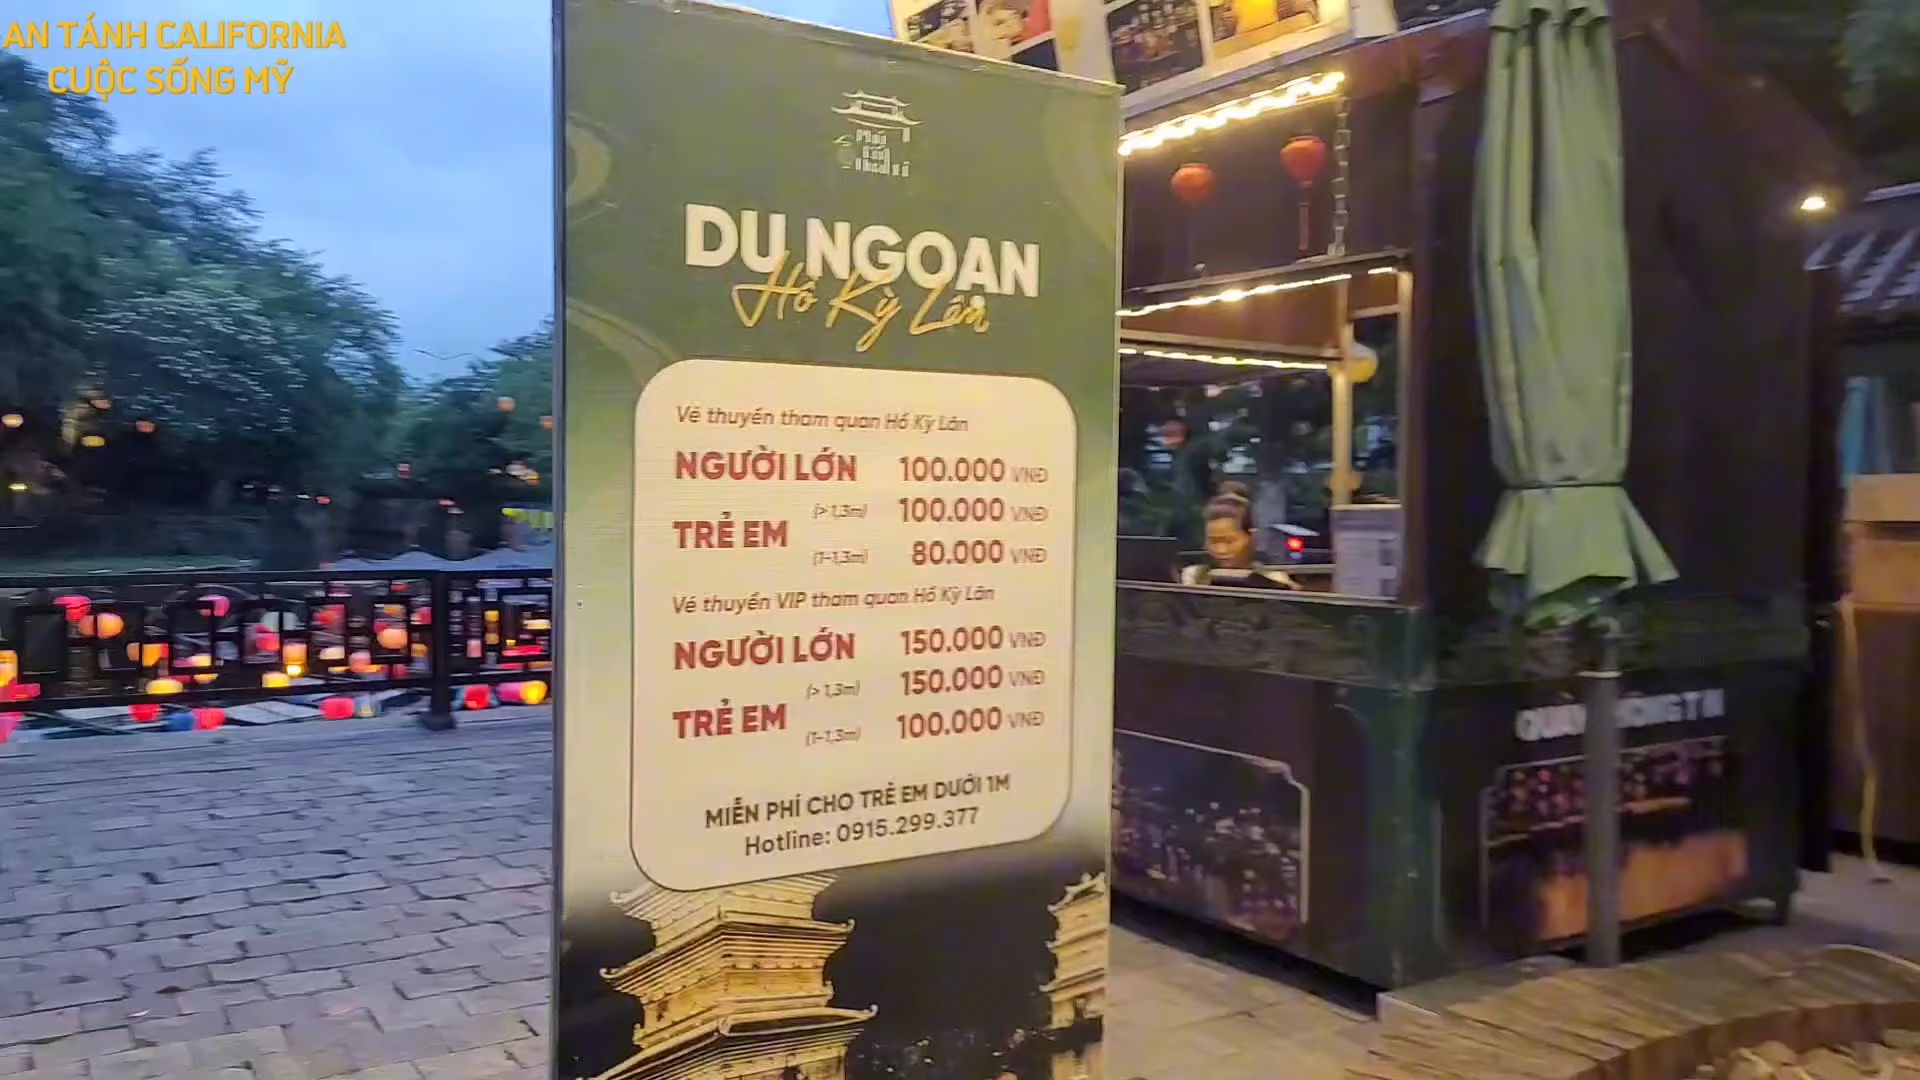 AN TÁNH CALIFORNIA
CUỘC SỐNG MỸ
DU NGOAN
Hồ Kỳ Lân
Vé thuyền tham quan Hồ Kỳ Lân
NGƯỜI LỚN 100.000 VNĐ
TRẺ EM (>1,3m) 100.000 VNĐ
(1-1,3m) 80.000 VNĐ
Vé thuyền VIP tham quan Hồ Kỳ Lân
NGƯỜI LỚN 150.000 VNĐ
TRẺ EM (>1,3m) 150.000 VNĐ
(1-1,3m) 100.000 VNĐ
MIỄN PHÍ CHO TRẺ EM DƯỚI 1M
Hotline: 0915.299.377